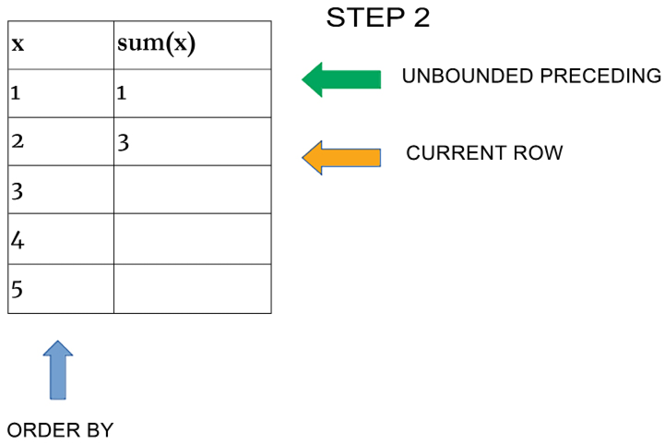 STEP 2
x sum(x)
1 1
UNBOUNDED PRECEDING
2 3
CURRENT ROW
3
4
5
ORDER BY